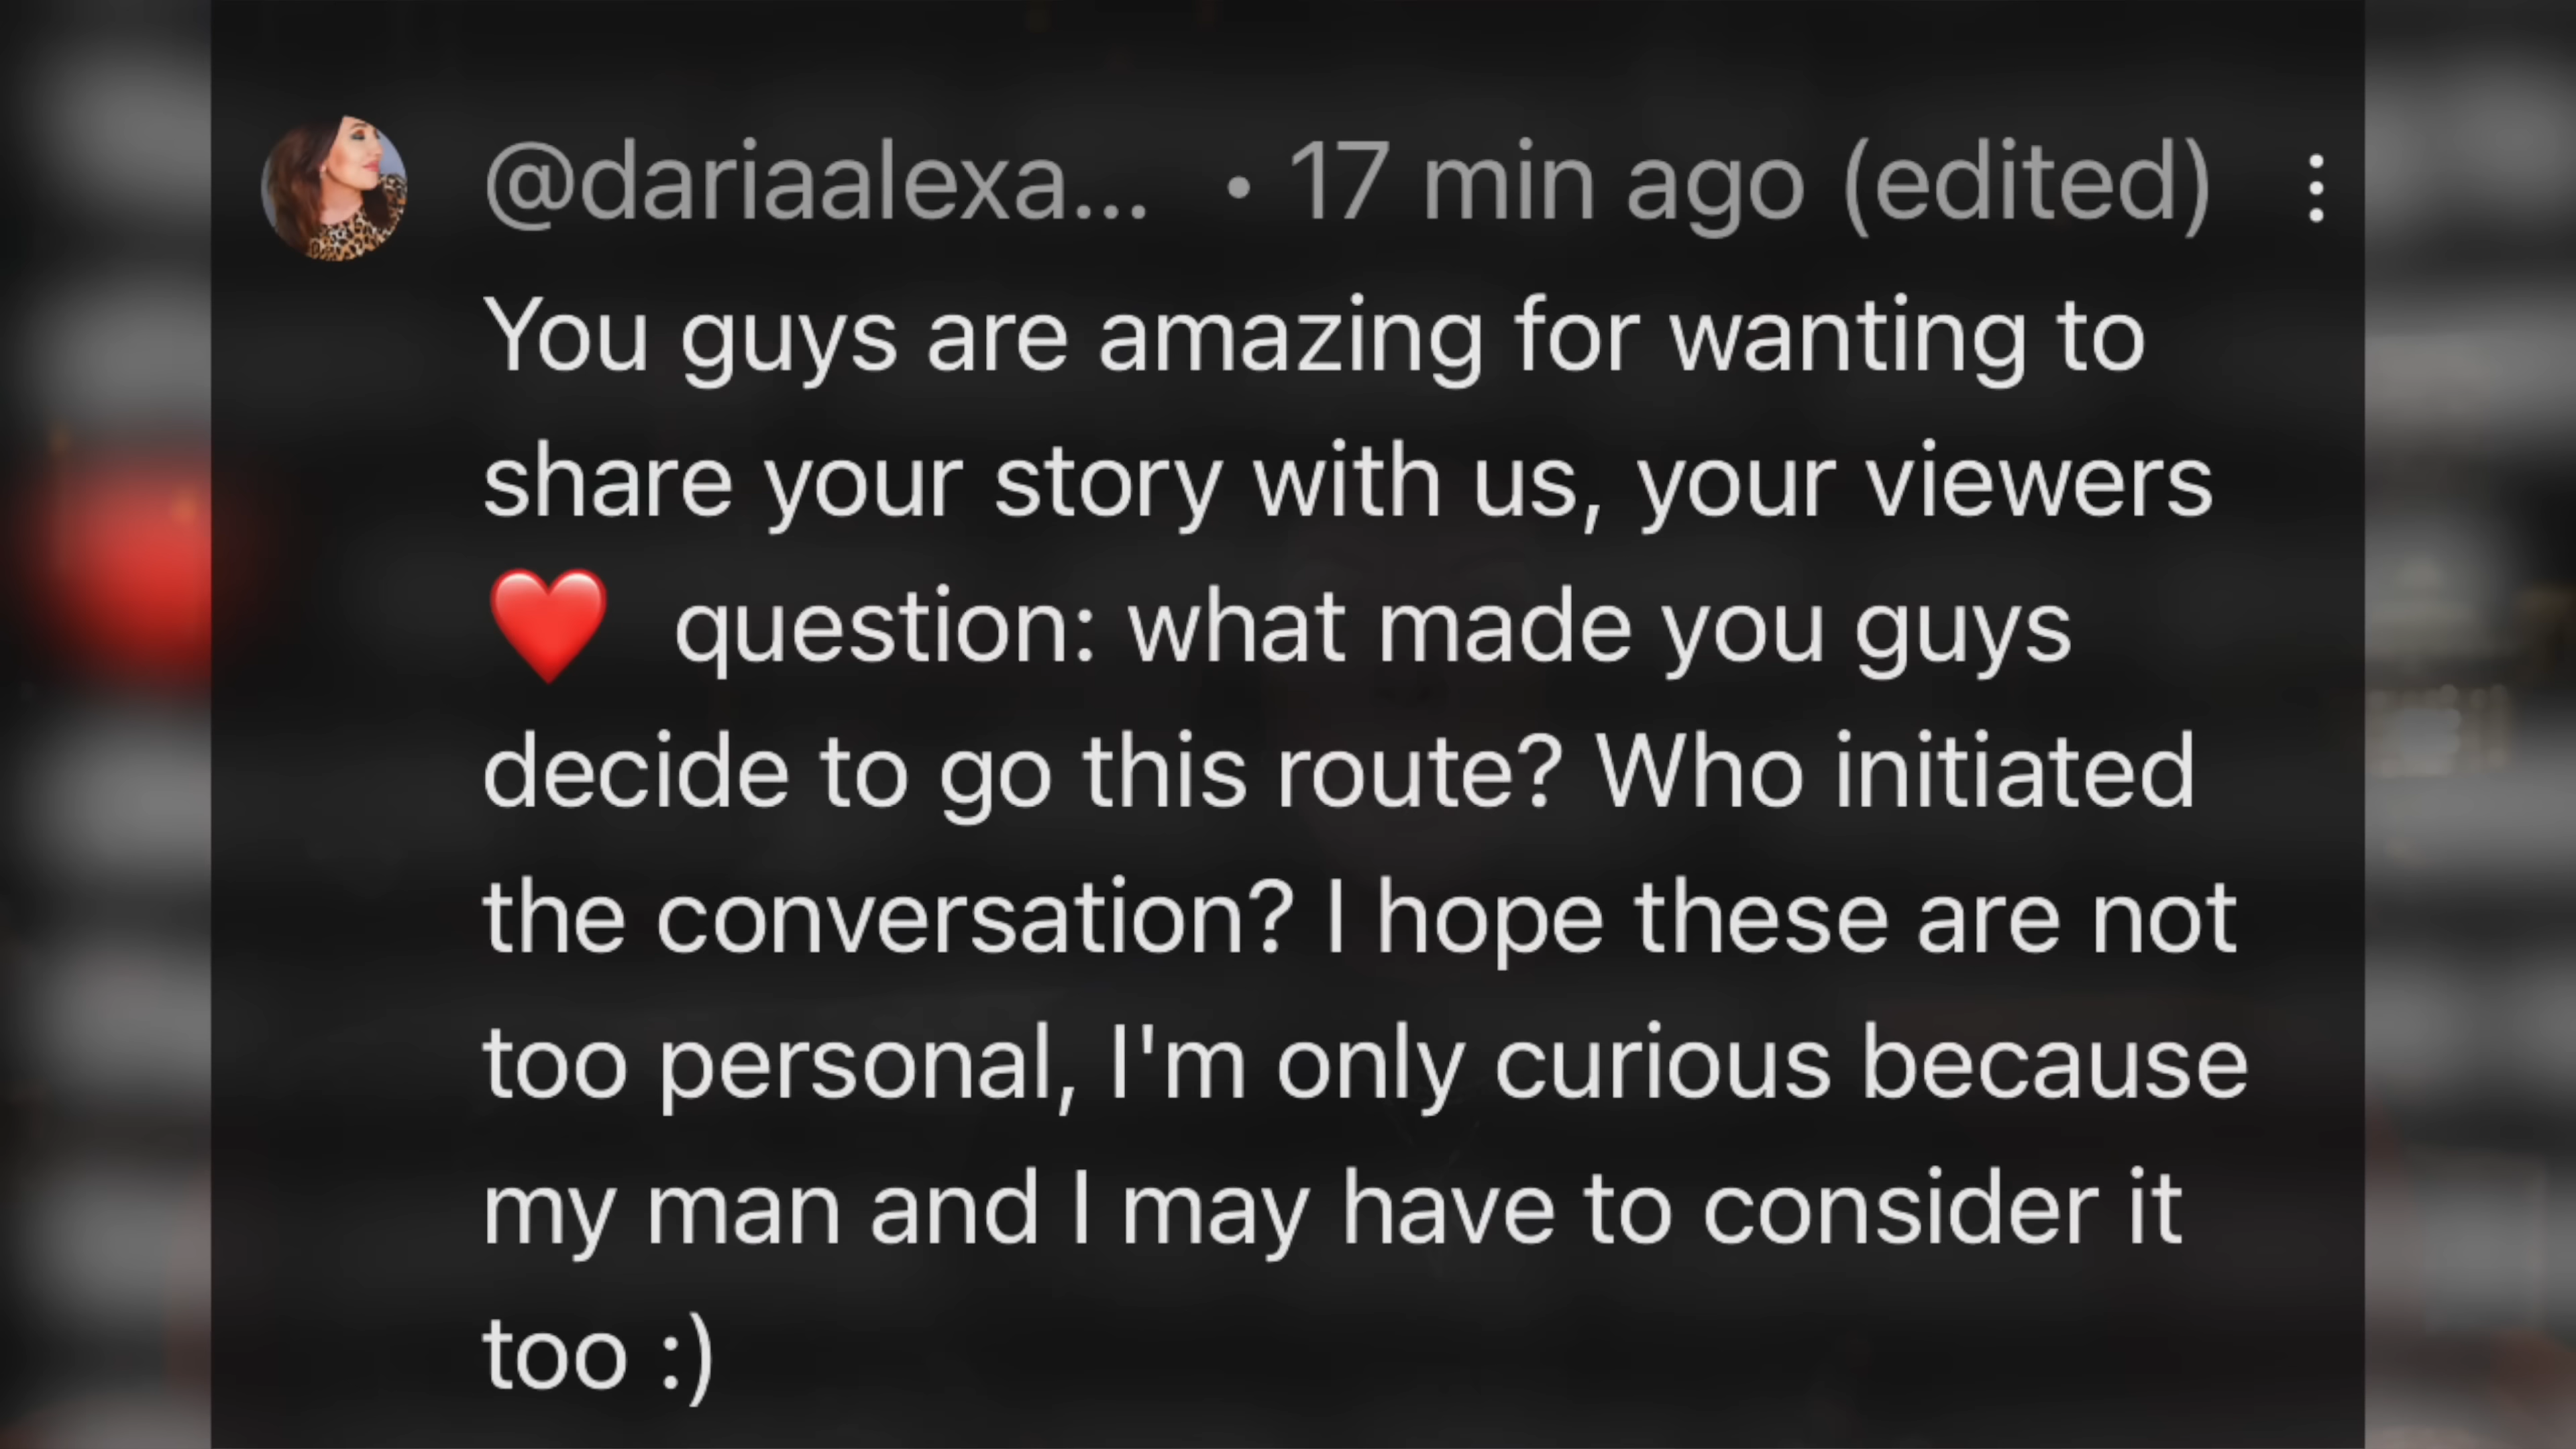 @dariaalexa... • 17 min ago (edited)
You guys are amazing for wanting to
share your story with us, your viewers
❤️ question: what made you guys
decide to go this route? Who initiated
the conversation? I hope these are not
too personal, I'm only curious because
my man and I may have to consider it
too :)